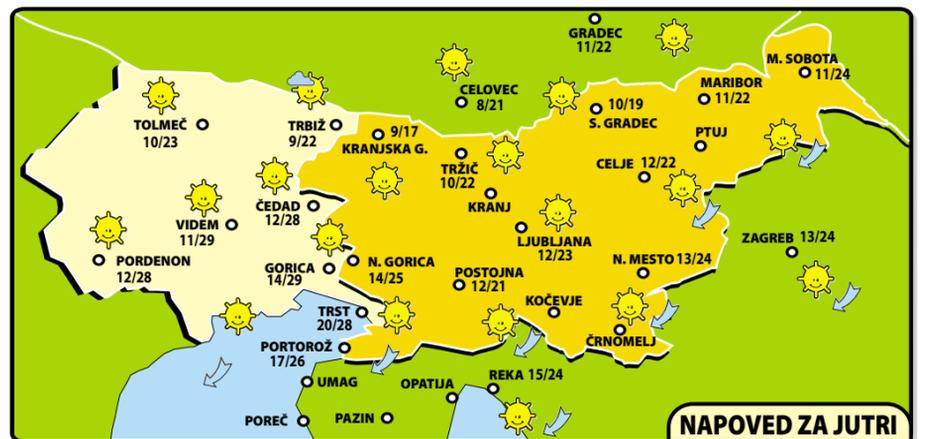 GRADEC
11/22
M. SOBOTA
11/24
CELOVEC
8/21
MARIBOR
11/22
10/19
S. GRADEC
TOLMEČ
10/23
TRBIŽ
9/22
9/17
KRANJSKA G.
PTUJ
TRŽIČ
10/22
CELJE 12/22
KRANJ
ČEDAD
12/28
VIDEM
11/29
LJUBLJANA
12/23
ZAGREB 13/24
PORDENON
12/28
GORICA
14/29
N. GORICA
14/25
POSTOJNA
12/21
N. MESTO 13/24
KOČEVJE
TRST
20/28
ČRNOMELJ
PORTOROŽ
17/26
UMAG
OPATIJA
REKA 15/24
POREČ
PAZIN
NAPOVED ZA JUTRI